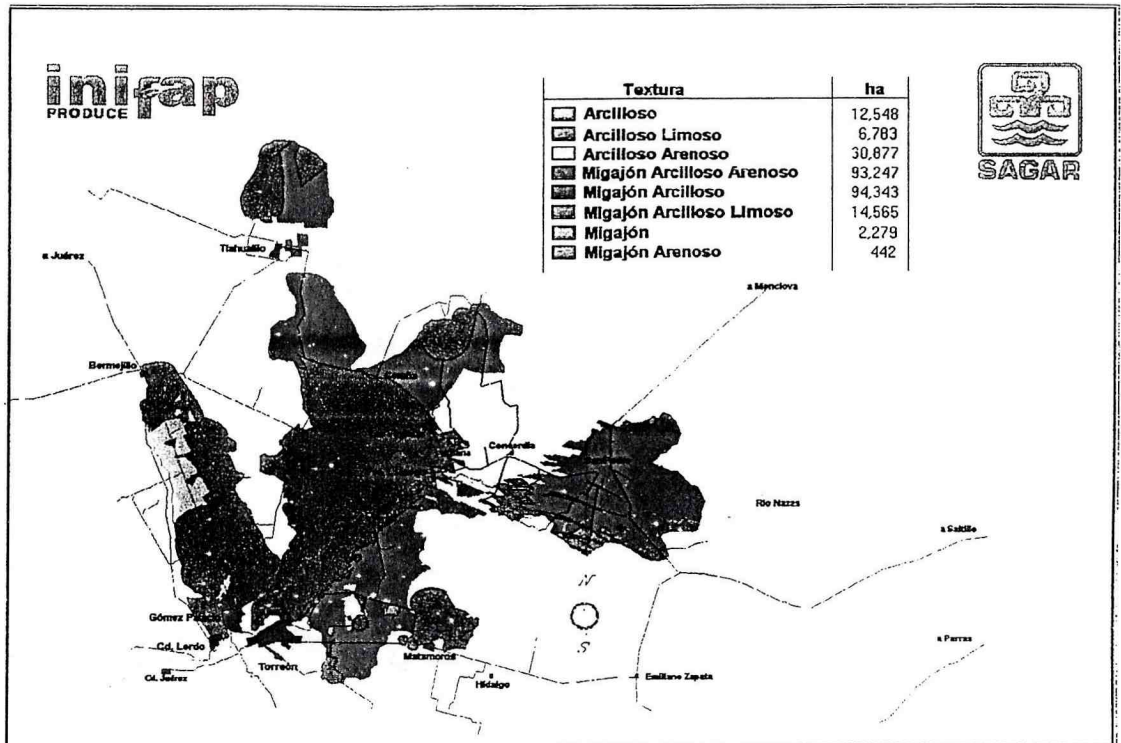 inifap
PRODUCE
Textura ha
Arcilloso 12,548
Arcilloso Limoso 6,783
Arcilloso Arenoso 30,877
Migajón Arcilloso Arenoso 93,247
Migajón Arcilloso 94,343
Migajón Arcilloso Limoso 14,565
Migajón 2,279
Migajón Arenoso 442
SAGAR
Tlahualilo
a Juárez
a Monclova
Bermejillo
Concordia
Rio Nazas
a Saltillo
N
S
Gómez Palacio
Cd. Lerdo
Torreón
Matamoros
a Parras
Cd. Juárez
Hidalgo
Emiliano Zapata